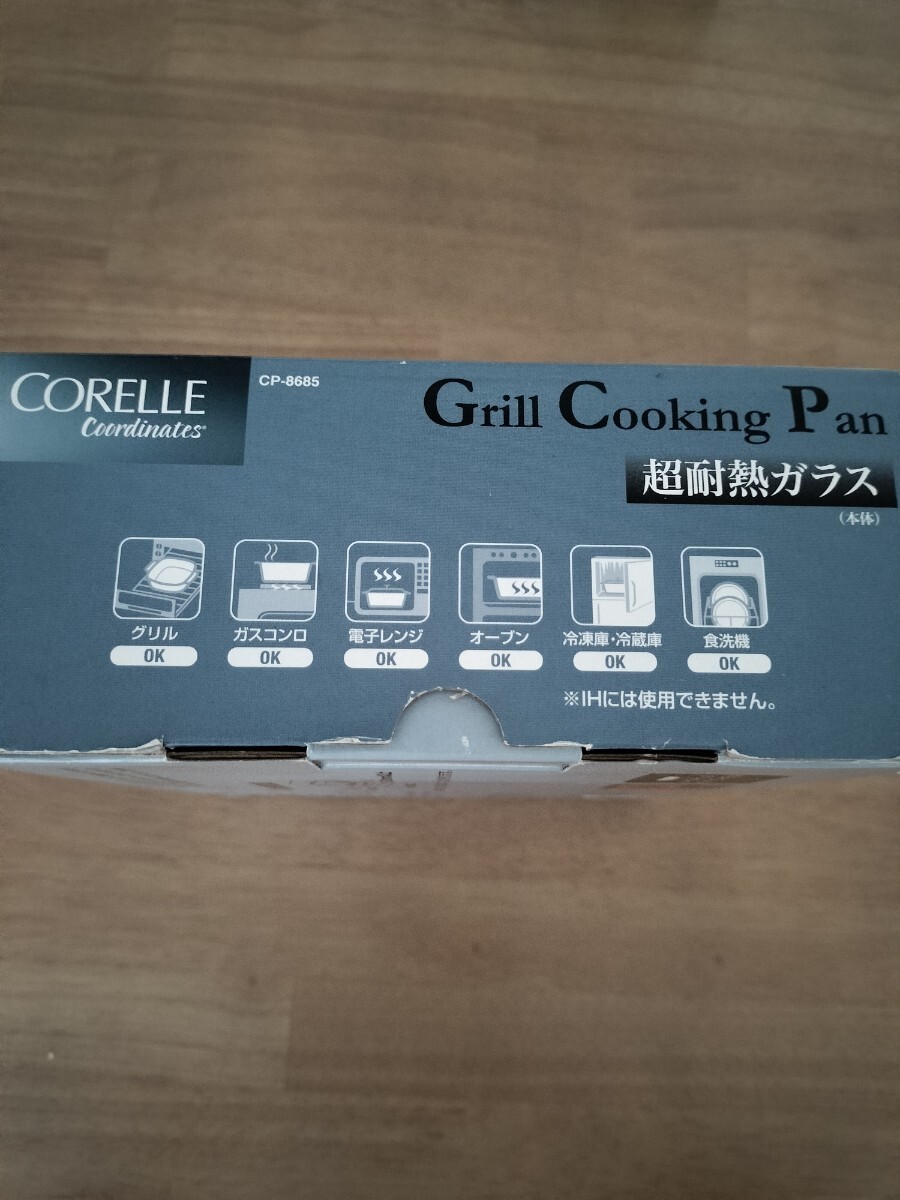 CORELLE
Coordinates®
CP-8685
Grill Cooking Pan
超耐熱ガラス
(本体)
グリル
OK
ガスコンロ
OK
電子レンジ
OK
オーブン
OK
冷凍庫・冷蔵庫
OK
食洗機
OK
※IHには使用できません。